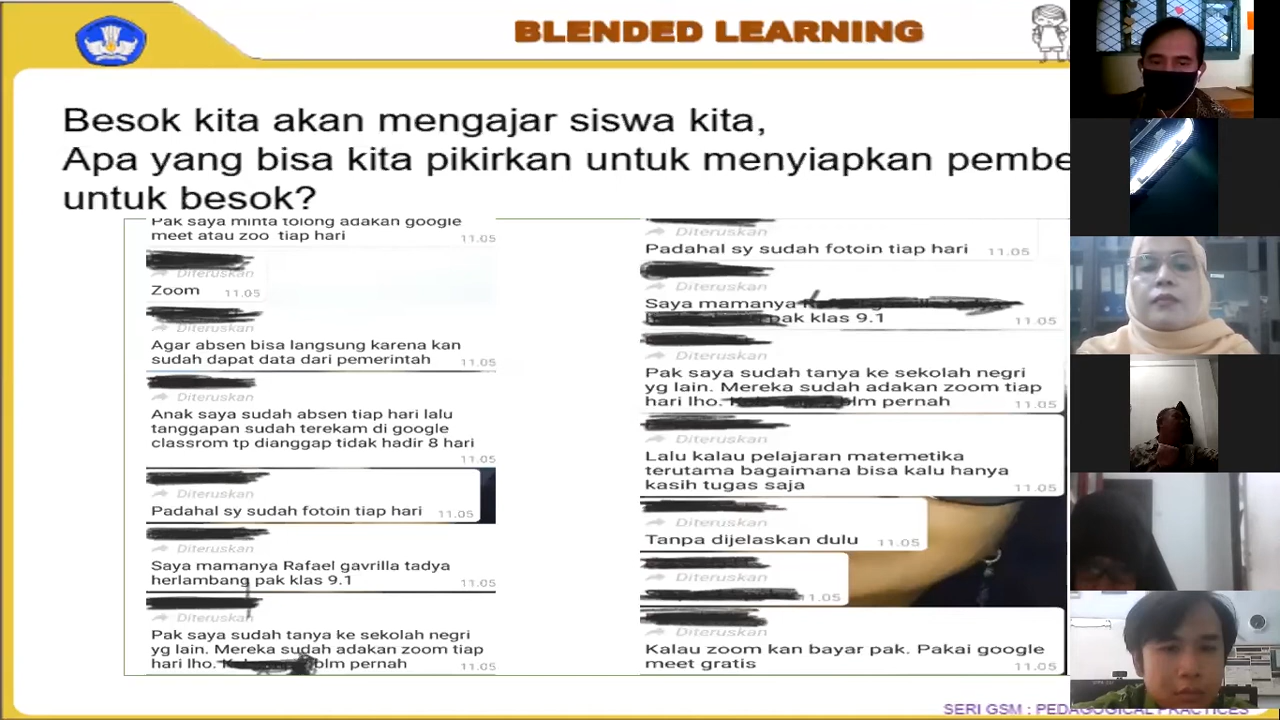 BLENDED LEARNING
Besok kita akan mengajar siswa kita,
Apa yang bisa kita pikirkan untuk menyiapkan pembe
untuk besok?
Pak saya minta tolong adakan google
meet atau zoo tiap hari 11.05
Diteruskan
Zoom 11.05
Diteruskan
Agar absen bisa langsung karena kan
sudah dapat data dari pemerintah 11.05
Diteruskan
Anak saya sudah absen tiap hari lalu
tanggapan sudah terekam di google
classrom tp dianggap tidak hadir 8 hari
11.05
Diteruskan
Padahal sy sudah fotoin tiap hari 11.05
Diteruskan
Saya mamanya Rafael gavrilla tadya
herlambang pak klas 9.1 11.05
Diteruskan
Pak saya sudah tanya ke sekolah negri
yg lain. Mereka sudah adakan zoom tiap
hari lho. blm pernah 11.05
Diteruskan
Padahal sy sudah fotoin tiap hari 11.05
Diteruskan
Saya mamanya
pak klas 9.1 11.05
Diteruskan
Pak saya sudah tanya ke sekolah negri
yg lain. Mereka sudah adakan zoom tiap
hari lho. blm pernah 11.05
Diteruskan
Lalu kalau pelajaran matemetika
terutama bagaimana bisa kalu hanya
kasih tugas saja 11.05
Diteruskan
Tanpa dijelaskan dulu 11.05
Diteruskan
11.05
Diteruskan
Kalau zoom kan bayar pak. Pakai google
meet gratis 11.05
SERI GSM : PEDAGOGICAL PRACTICES